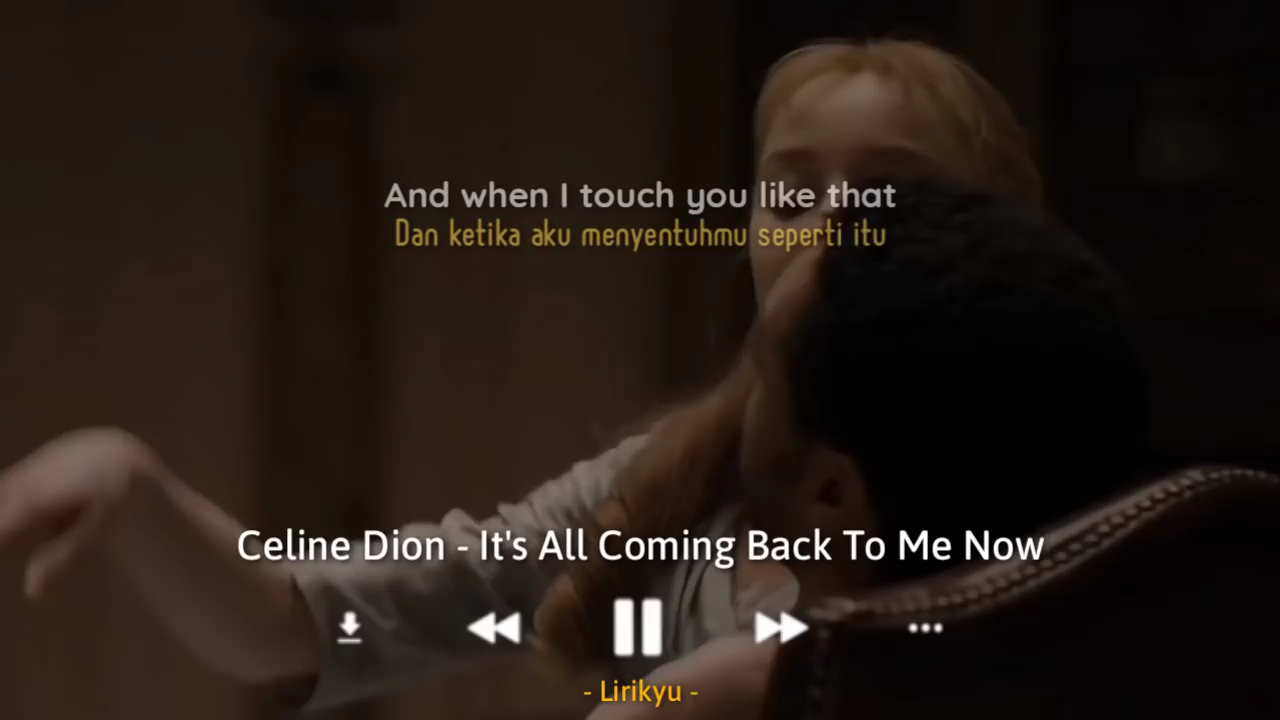 And when I touch you like that
Dan ketika aku menyentuhmu seperti itu
Celine Dion - It's All Coming Back To Me Now
- Lirikyu -